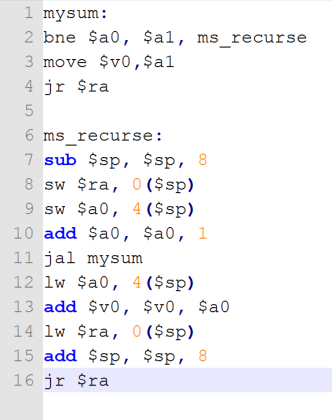 1 mysum:
2 bne $a0, $a1, ms_recurse
3 move $v0,$a1
4 jr $ra
5
6 ms_recurse:
7 sub $sp, $sp, 8
8 sw $ra, 0($sp)
9 sw $a0, 4($sp)
10 add $a0, $a0, 1
11 jal mysum
12 lw $a0, 4($sp)
13 add $v0, $v0, $a0
14 lw $ra, 0($sp)
15 add $sp, $sp, 8
16 jr $ra